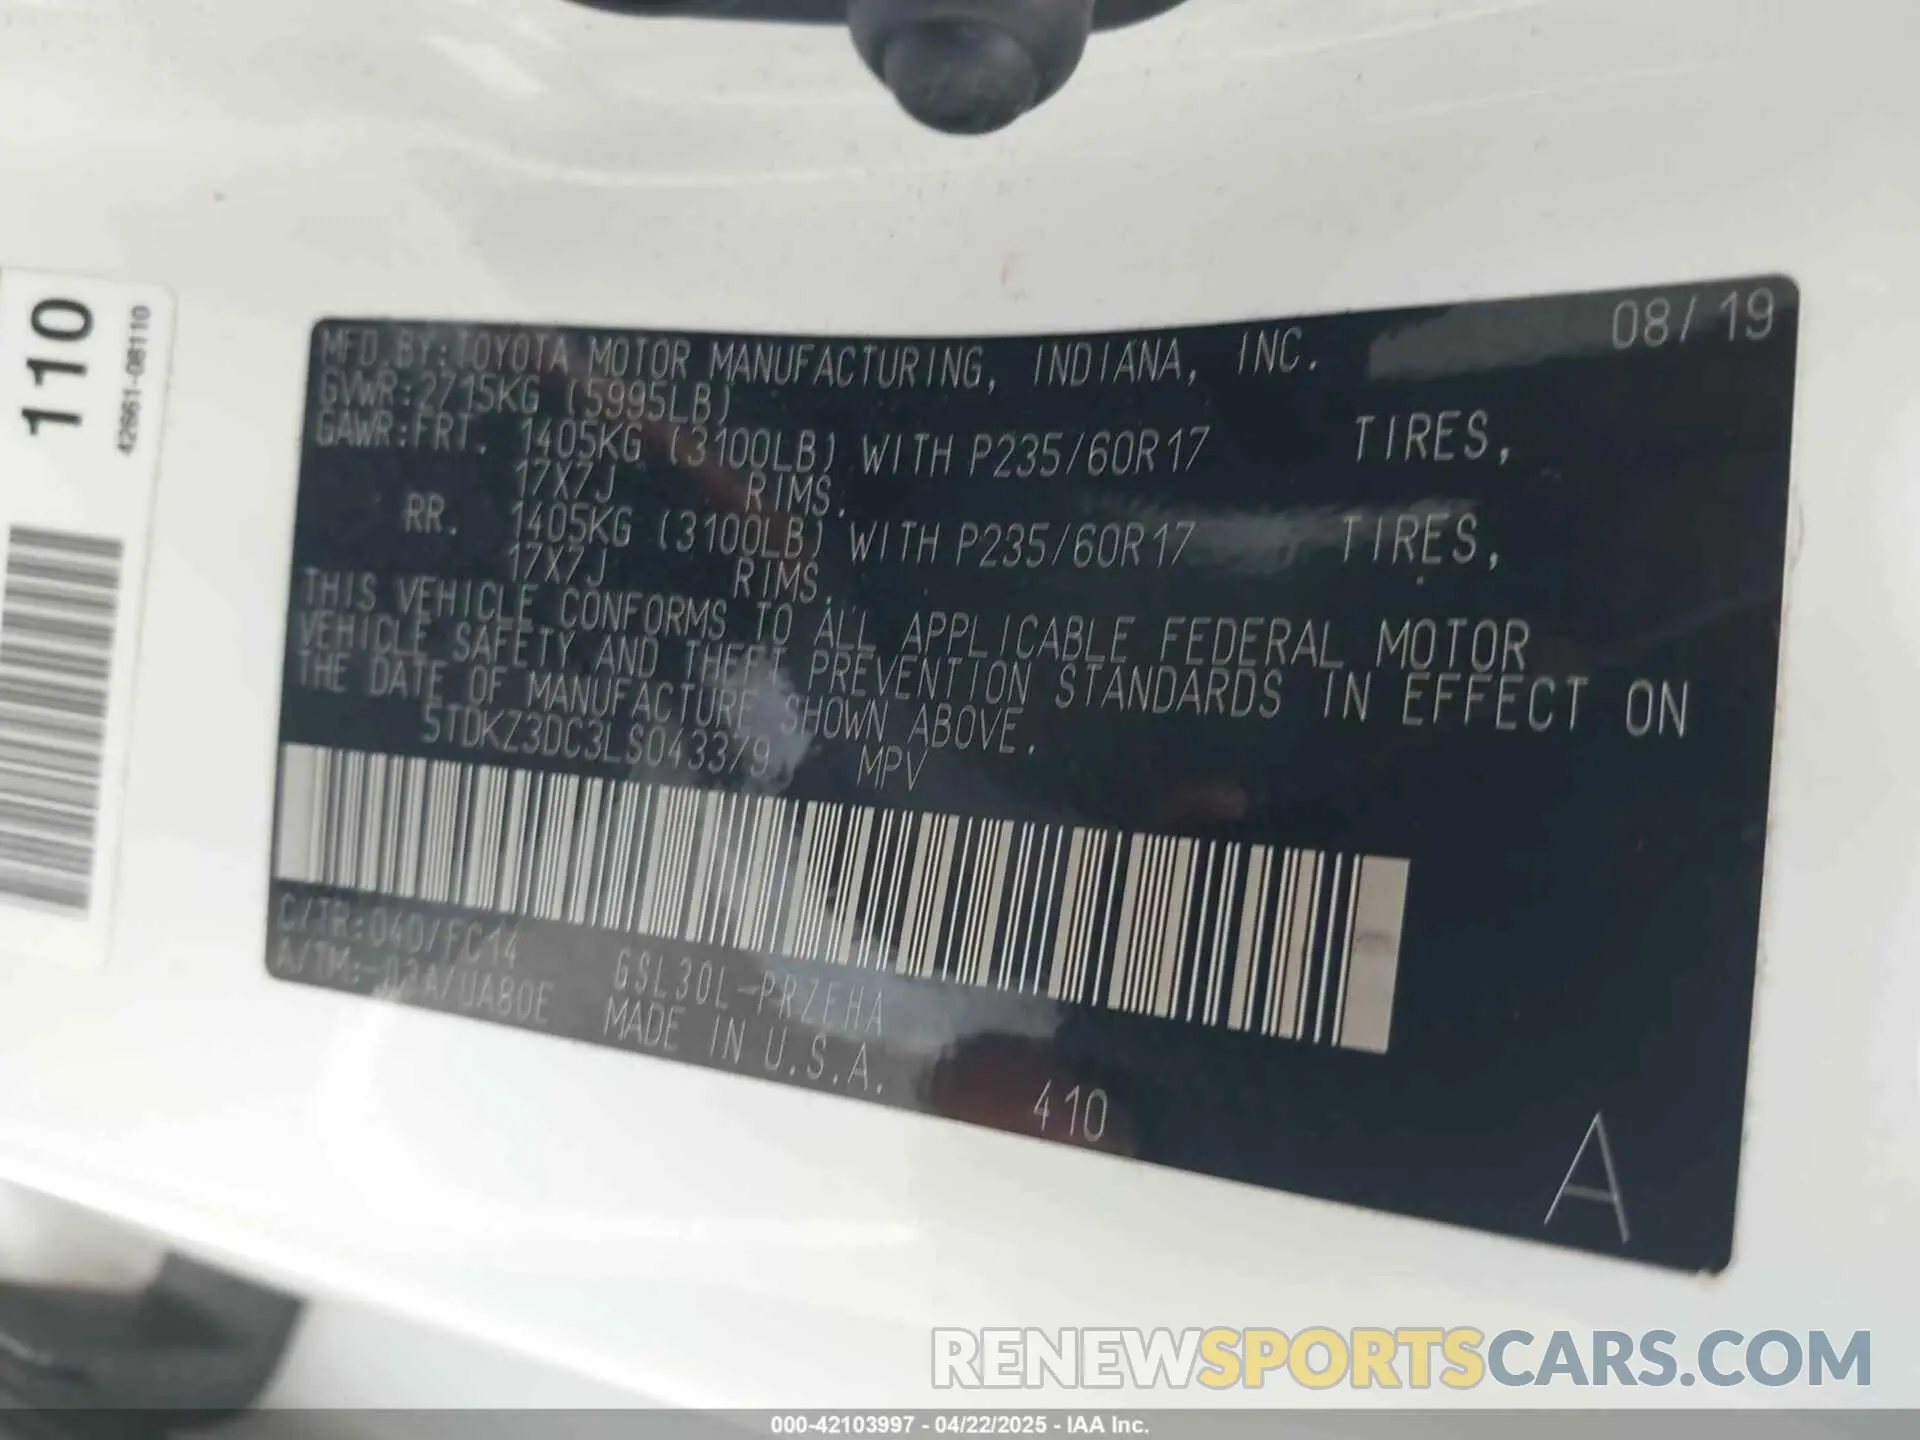 110
42661-08110
08/19
MFD.BY:TOYOTA MOTOR MANUFACTURING, INDIANA, INC.
GVWR:2715KG (5995LB)
GAWR:FRT. 1405KG (3100LB) WITH P235/60R17 TIRES,
17X7J RIMS.
RR. 1405KG (3100LB) WITH P235/60R17 TIRES,
17X7J RIMS.
THIS VEHICLE CONFORMS TO ALL APPLICABLE FEDERAL MOTOR
VEHICLE SAFETY AND THEFT PREVENTION STANDARDS IN EFFECT ON
THE DATE OF MANUFACTURE SHOWN ABOVE.
5TDKZ3DC3LS043379 MPV
C/TR:040/FC14 GSL30L-PRZEHA
A/TM:-03A/UA80E MADE IN U.S.A.
410
A
RENEWSPORTSCARS.COM
000-42103997 - 04/22/2025 - IAA Inc.